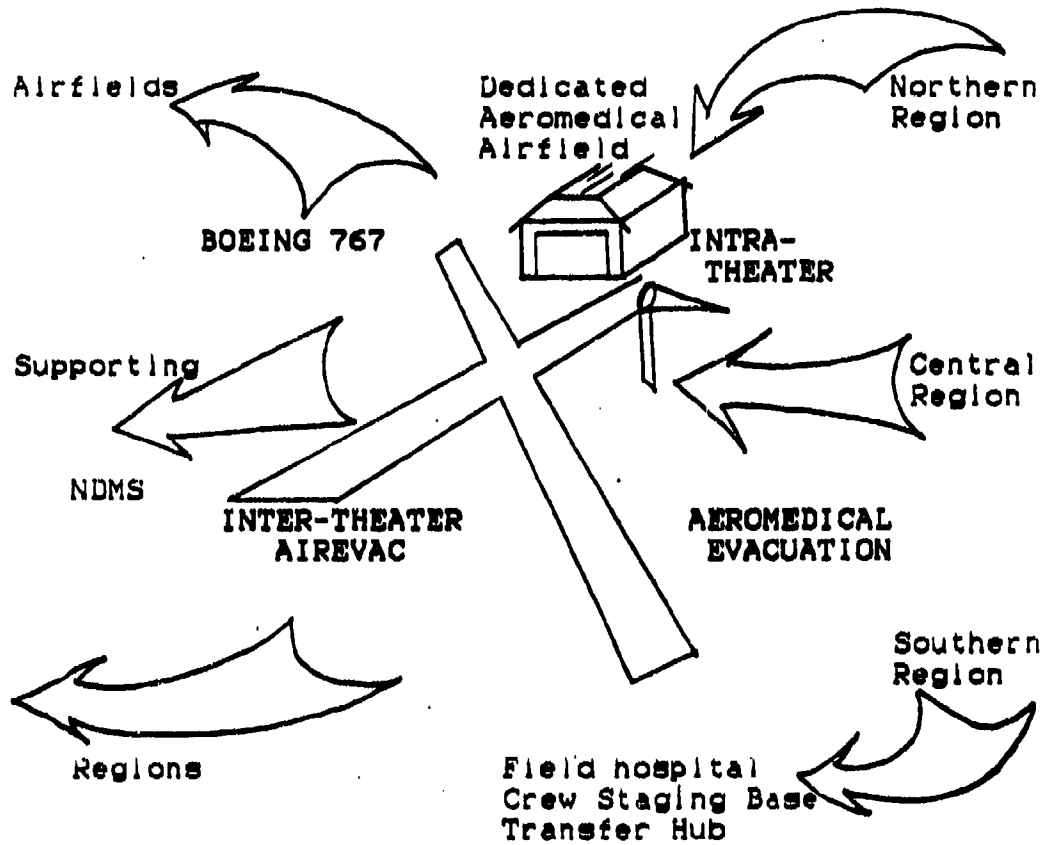 Airfields
Dedicated
Aeromedical
Airfield
Northern
Region
BOEING 767
INTRA-
THEATER
Supporting
Central
Region
NDMS
INTER-THEATER
AIREVAC
AEROMEDICAL
EVACUATION
Southern
Region
Regions
Field hospital
Crew Staging Base
Transfer Hub